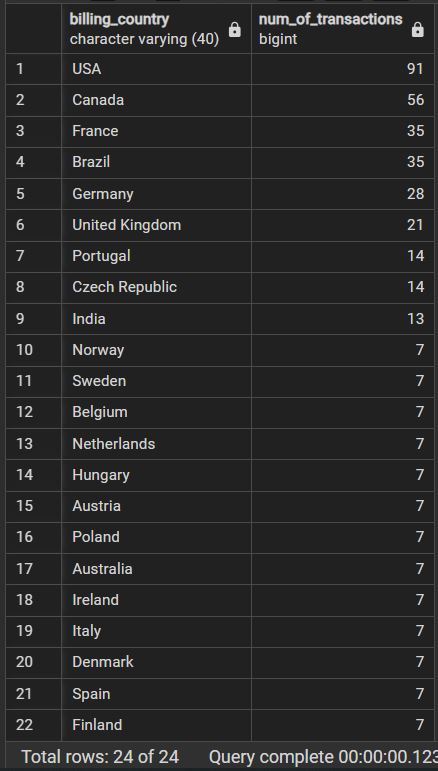 billing_country num_of_transactions
character varying (40) bigint
1 USA 91
2 Canada 56
3 France 35
4 Brazil 35
5 Germany 28
6 United Kingdom 21
7 Portugal 14
8 Czech Republic 14
9 India 13
10 Norway 7
11 Sweden 7
12 Belgium 7
13 Netherlands 7
14 Hungary 7
15 Austria 7
16 Poland 7
17 Australia 7
18 Ireland 7
19 Italy 7
20 Denmark 7
21 Spain 7
22 Finland 7
Total rows: 24 of 24 Query complete 00:00:00.123